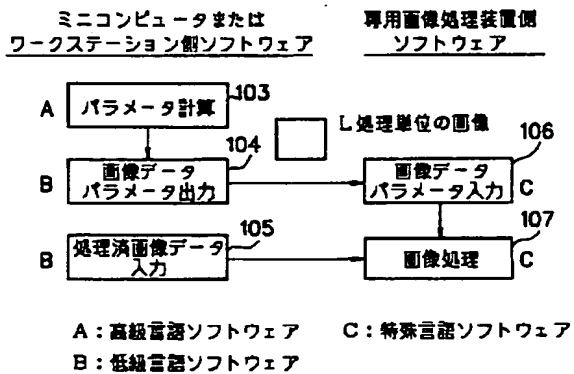 ミニコンピュータまたは
ワークステーション側ソフトウェア
専用画像処理装置側
ソフトウェア
A
パラメータ計算
103
L処理単位の画像
B
画像データ
パラメータ出力
104
画像データ
パラメータ入力
106
C
B
処理済画像データ
入力
105
画像処理
107
C
A:高級言語ソフトウェア
C:特殊言語ソフトウェア
B:低級言語ソフトウェア